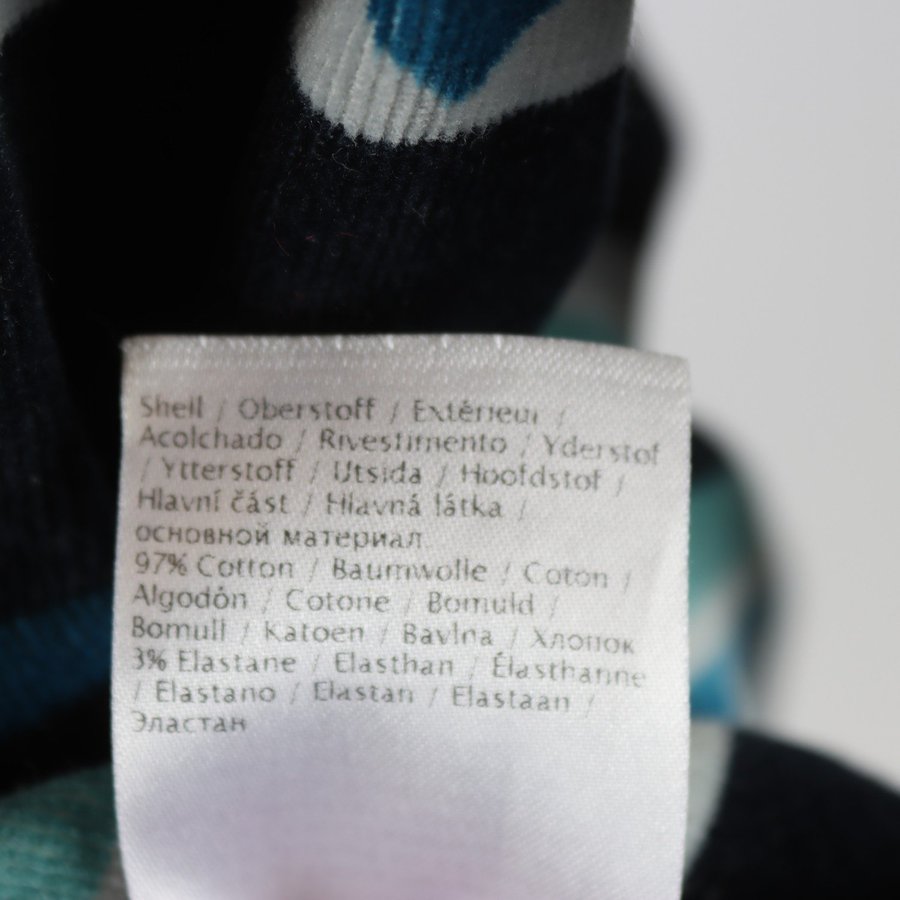 Shell / Oberstoff / Extérieur /
Acolchado / Rivestimento / Yderstof
/ Ytterstoff / Utsida / Hoofdstof /
Hlavní část / Hlavná látka /
основной материал
97% Cotton / Baumwolle / Coton /
Algodón / Cotone / Bomuld /
Bomull / Katoen / Bavlna / Хлопок
3% Elastane / Elasthan / Élasthanne
/ Elastano / Elastan / Elastaan /
Эластан